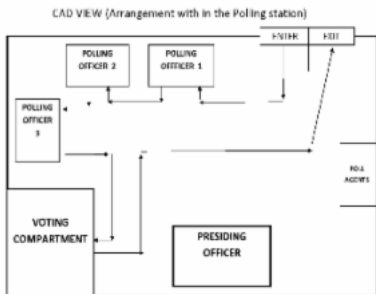 CAD VIEW (Arrangement with in the Polling station)
ENTER
EXIT
POLLING
OFFICER 2
POLLING
OFFICER 1
POLLING
OFFICER
3
POLL
AGENTS
VOTING
COMPARTMENT
PRESIDING
OFFICER